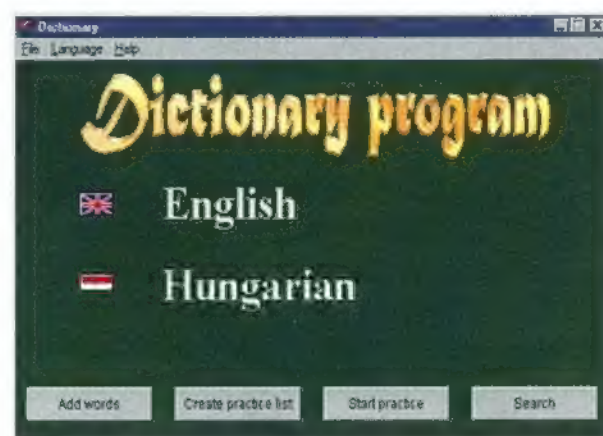 Dictionary
File Language Help
Dictionary program
English
Hungarian
Add words Create practice list Start practice Search